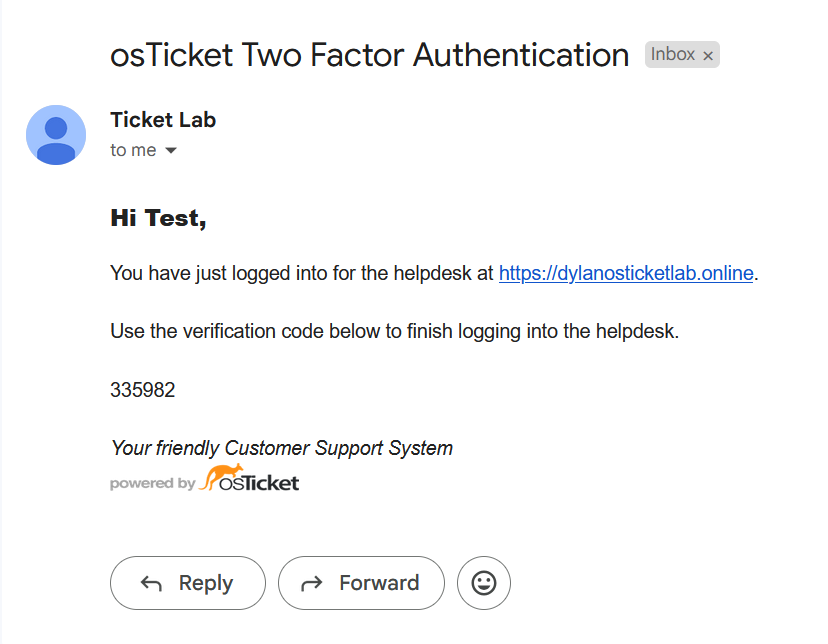 osTicket Two Factor Authentication Inbox ×
Ticket Lab
to me
Hi Test,
You have just logged into for the helpdesk at https://dylanosticketlab.online.
Use the verification code below to finish logging into the helpdesk.
335982
Your friendly Customer Support System
powered by osTicket
Reply Forward